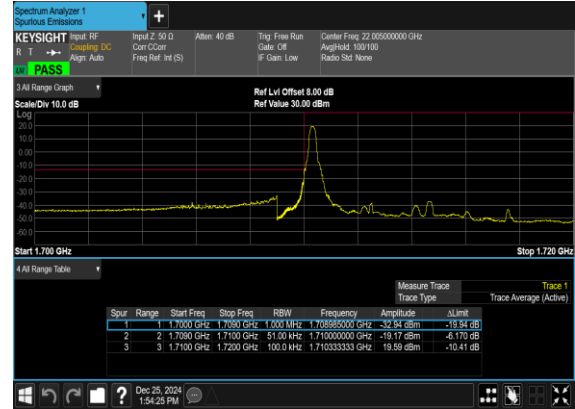 Spectrum Analyzer 1
Spurious Emissions
KEYSIGHT Input: RF Input Z: 50 Ω Atten: 40 dB Trig: Free Run Center Freq: 22.005000000 GHz
R T Coupling: DC Corr CCorr Gate: Off Avg|Hold: 100/100
Align: Auto Freq Ref: Int (S) IF Gain: Low Radio Std: None
PASS
3 All Range Graph
Ref Lvl Offset 8.00 dB
Scale/Div 10.0 dB Ref Value 30.00 dBm
Log
20.0
10.0
0.00
-10.0
-20.0
-30.0
-40.0
-50.0
-60.0
Start 1.700 GHz Stop 1.720 GHz
4 All Range Table
Measure Trace Trace 1
Trace Type Trace Average (Active)
Spur Range Start Freq Stop Freq RBW Frequency Amplitude ΔLimit
1 1 1.7000 GHz 1.7090 GHz 1.000 MHz 1.708985000 GHz -32.94 dBm -19.94 dB
2 2 1.7090 GHz 1.7100 GHz 51.00 kHz 1.710000000 GHz -19.17 dBm -6.170 dB
3 3 1.7100 GHz 1.7200 GHz 100.0 kHz 1.710333333 GHz 19.59 dBm -10.41 dB
Dec 25, 2024
1:54:25 PM